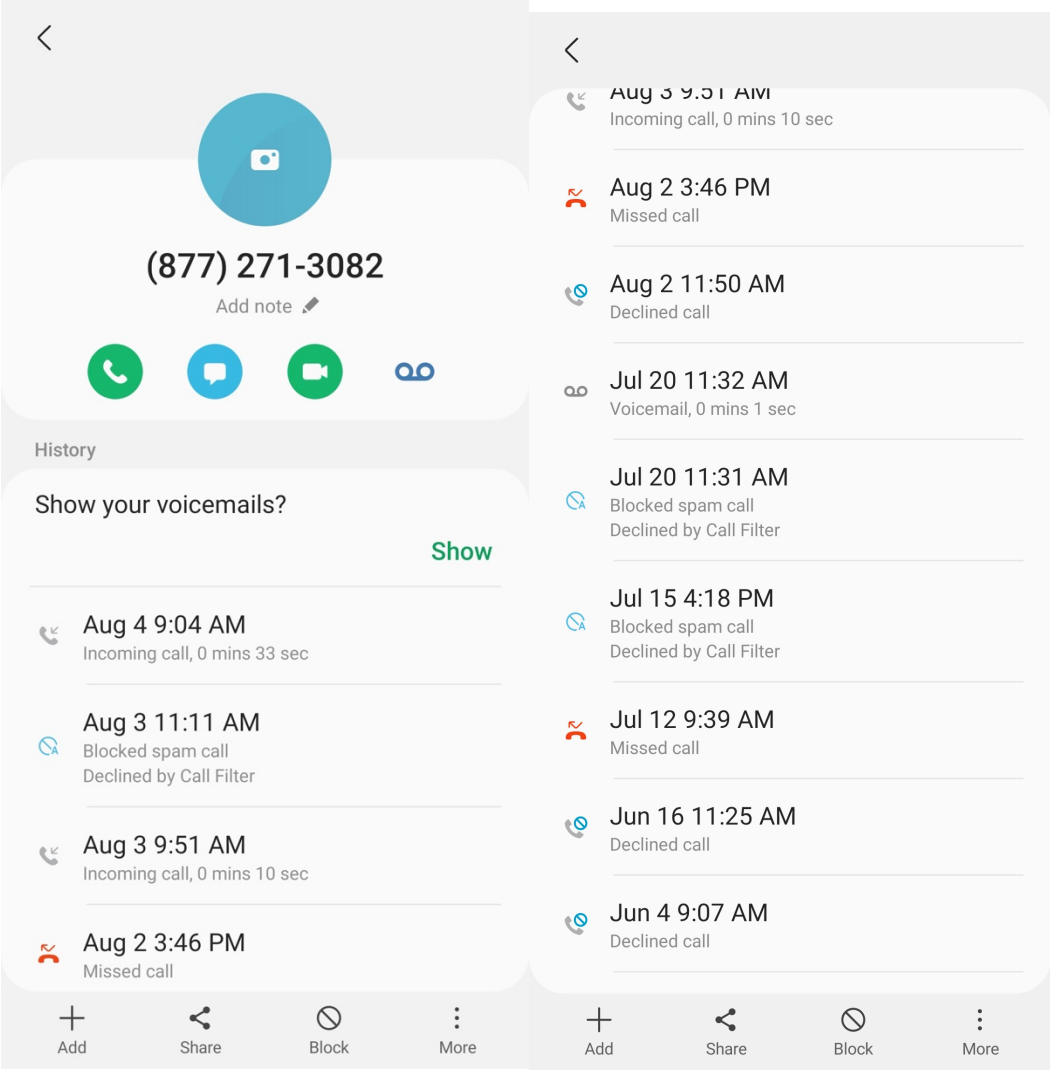 (877) 271-3082
Add note
History
Show your voicemails?
Show
Aug 4 9:04 AM
Incoming call, 0 mins 33 sec
Aug 3 11:11 AM
Blocked spam call
Declined by Call Filter
Aug 3 9:51 AM
Incoming call, 0 mins 10 sec
Aug 2 3:46 PM
Missed call
Add
Share
Block
More
Aug 3 9:51 AM
Incoming call, 0 mins 10 sec
Aug 2 3:46 PM
Missed call
Aug 2 11:50 AM
Declined call
Jul 20 11:32 AM
Voicemail, 0 mins 1 sec
Jul 20 11:31 AM
Blocked spam call
Declined by Call Filter
Jul 15 4:18 PM
Blocked spam call
Declined by Call Filter
Jul 12 9:39 AM
Missed call
Jun 16 11:25 AM
Declined call
Jun 4 9:07 AM
Declined call
Add
Share
Block
More